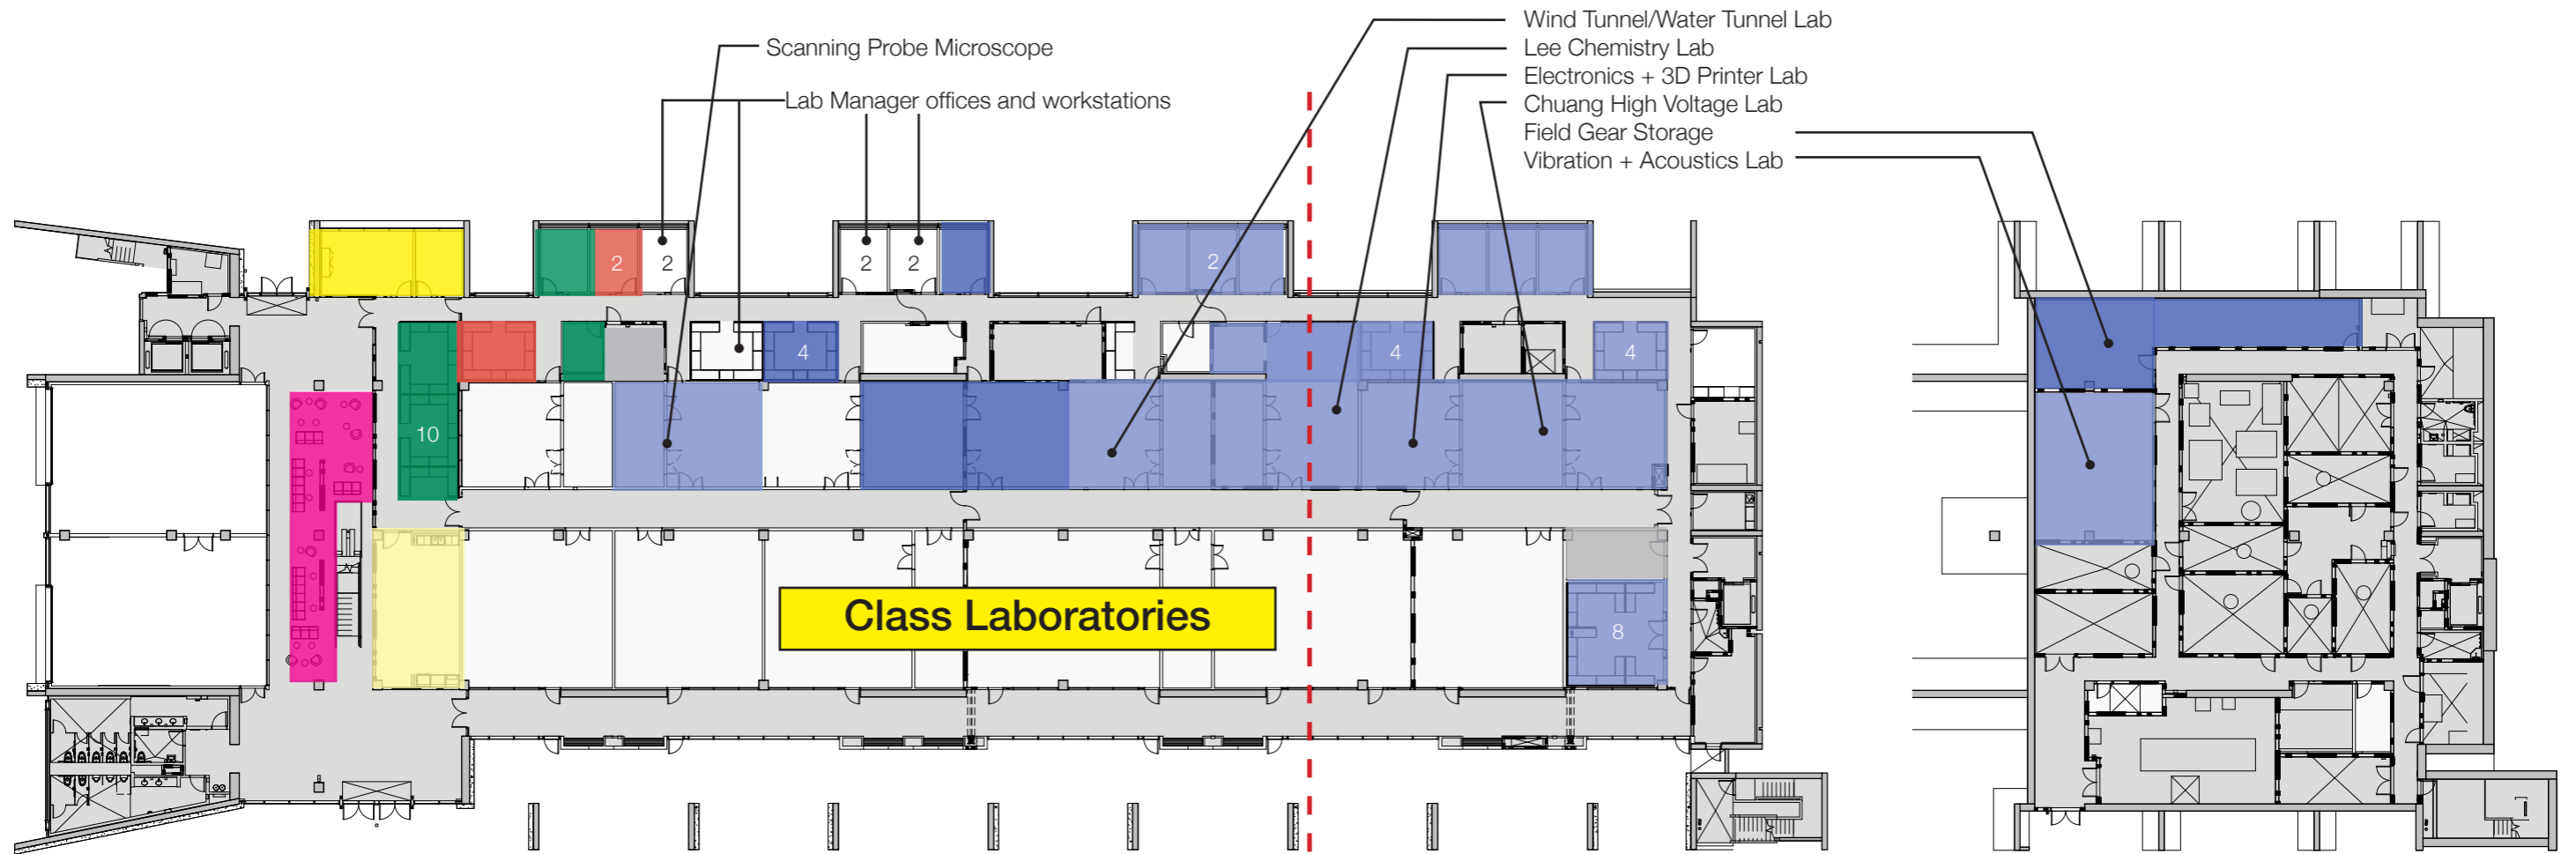 Scanning Probe Microscope
Lab Manager offices and workstations
Wind Tunnel/Water Tunnel Lab
Lee Chemistry Lab
Electronics + 3D Printer Lab
Chuang High Voltage Lab
Field Gear Storage
Vibration + Acoustics Lab
2
2
2
2
2
4
4
4
10
Class Laboratories
8